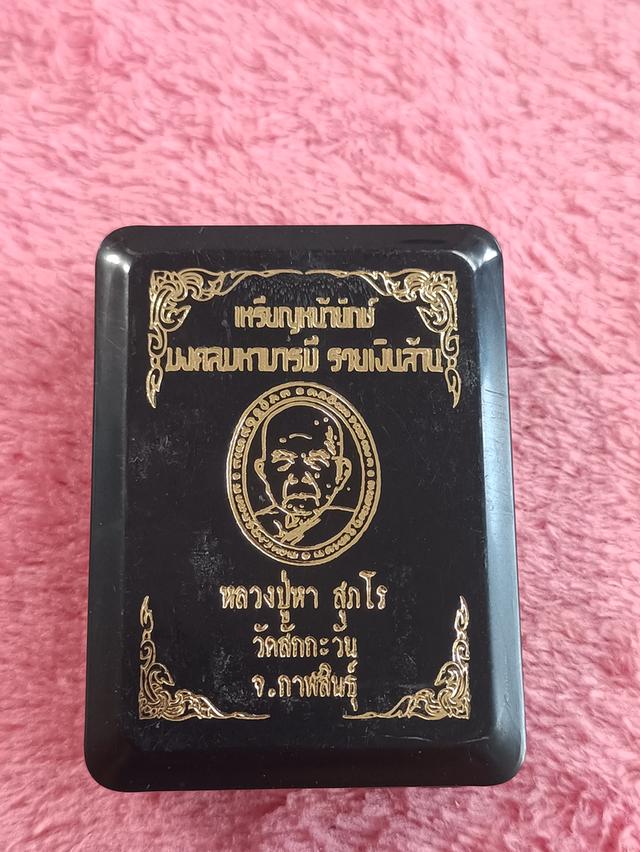 เหรียญหน้ายักษ์
มงคลมหาบารมี รวยเงินล้าน
หลวงปู่หา สุภโร
วัดสักกะวัน
จ.กาฬสินธุ์